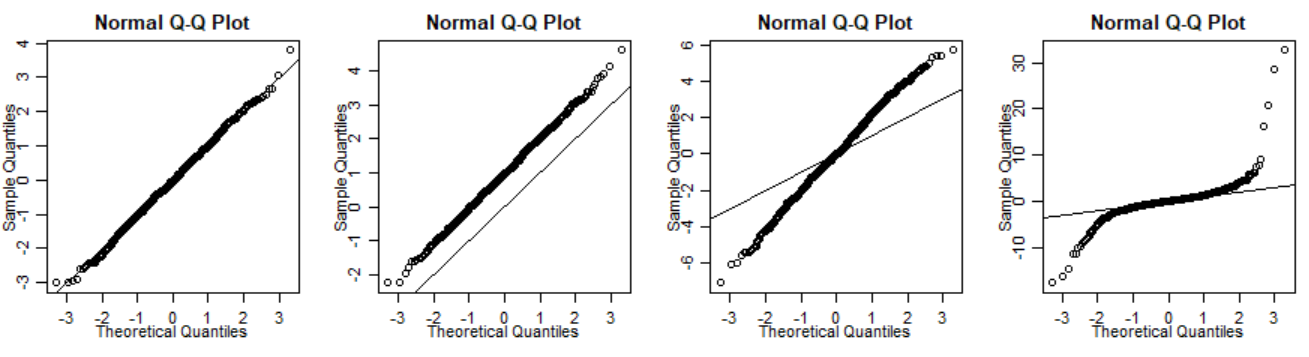 Normal Q-Q Plot
Sample Quantiles
-3 -2 -1 0 1 2 3 4
-3 -2 -1 0 1 2 3
Theoretical Quantiles
Normal Q-Q Plot
Sample Quantiles
-2 -1 0 1 2 3 4
-3 -2 -1 0 1 2 3
Theoretical Quantiles
Normal Q-Q Plot
Sample Quantiles
-6 -4 -2 0 2 4 6
-3 -2 -1 0 1 2 3
Theoretical Quantiles
Normal Q-Q Plot
Sample Quantiles
-10 0 10 20 30
-3 -2 -1 0 1 2 3
Theoretical Quantiles